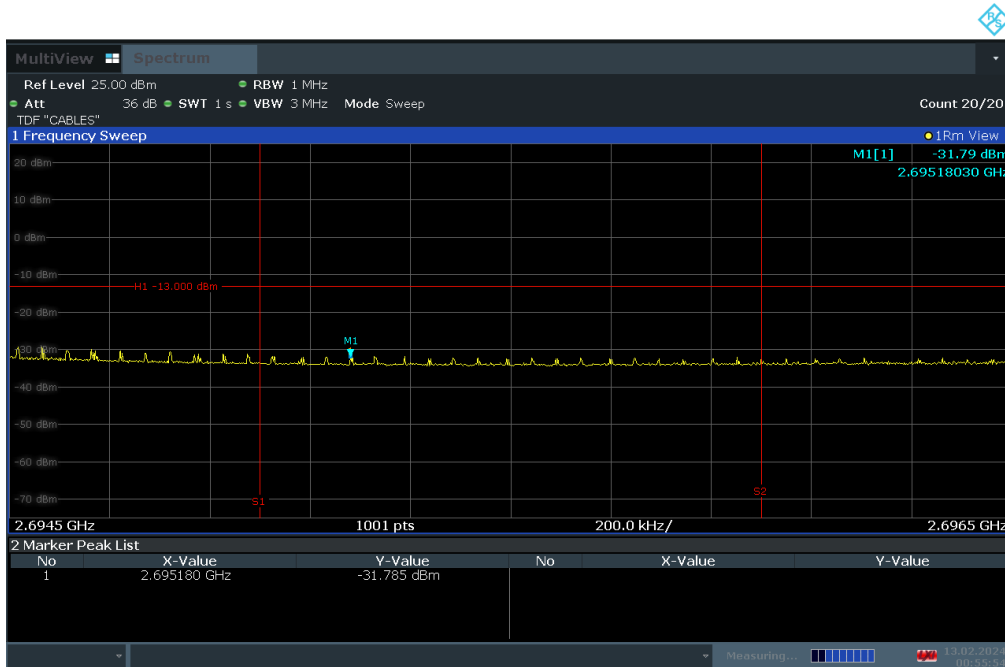 MultiView Spectrum
Ref Level 25.00 dBm RBW 1 MHz
Att 36 dB SWT 1 s VBW 3 MHz Mode Sweep Count 20/20
TDF "CABLES"
1 Frequency Sweep 1Rm View
M1[1] -31.79 dBm
2.69518030 GHz
20 dBm
10 dBm
0 dBm
-10 dBm
H1 -13.000 dBm
-20 dBm
M1
-30 dBm
-40 dBm
-50 dBm
-60 dBm
-70 dBm
S1
S2
2.6945 GHz 1001 pts 200.0 kHz/ 2.6965 GHz
2 Marker Peak List
No X-Value Y-Value No X-Value Y-Value
1 2.695180 GHz -31.785 dBm
Measuring... 13.02.2024